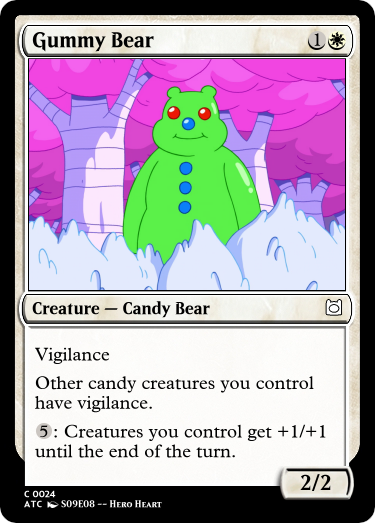 Gummy Bear 1
Creature — Candy Bear
Vigilance
Other candy creatures you control
have vigilance.
5: Creatures you control get +1/+1
until the end of the turn.
2/2
C 0024
ATC S09E08 -- Hero Heart